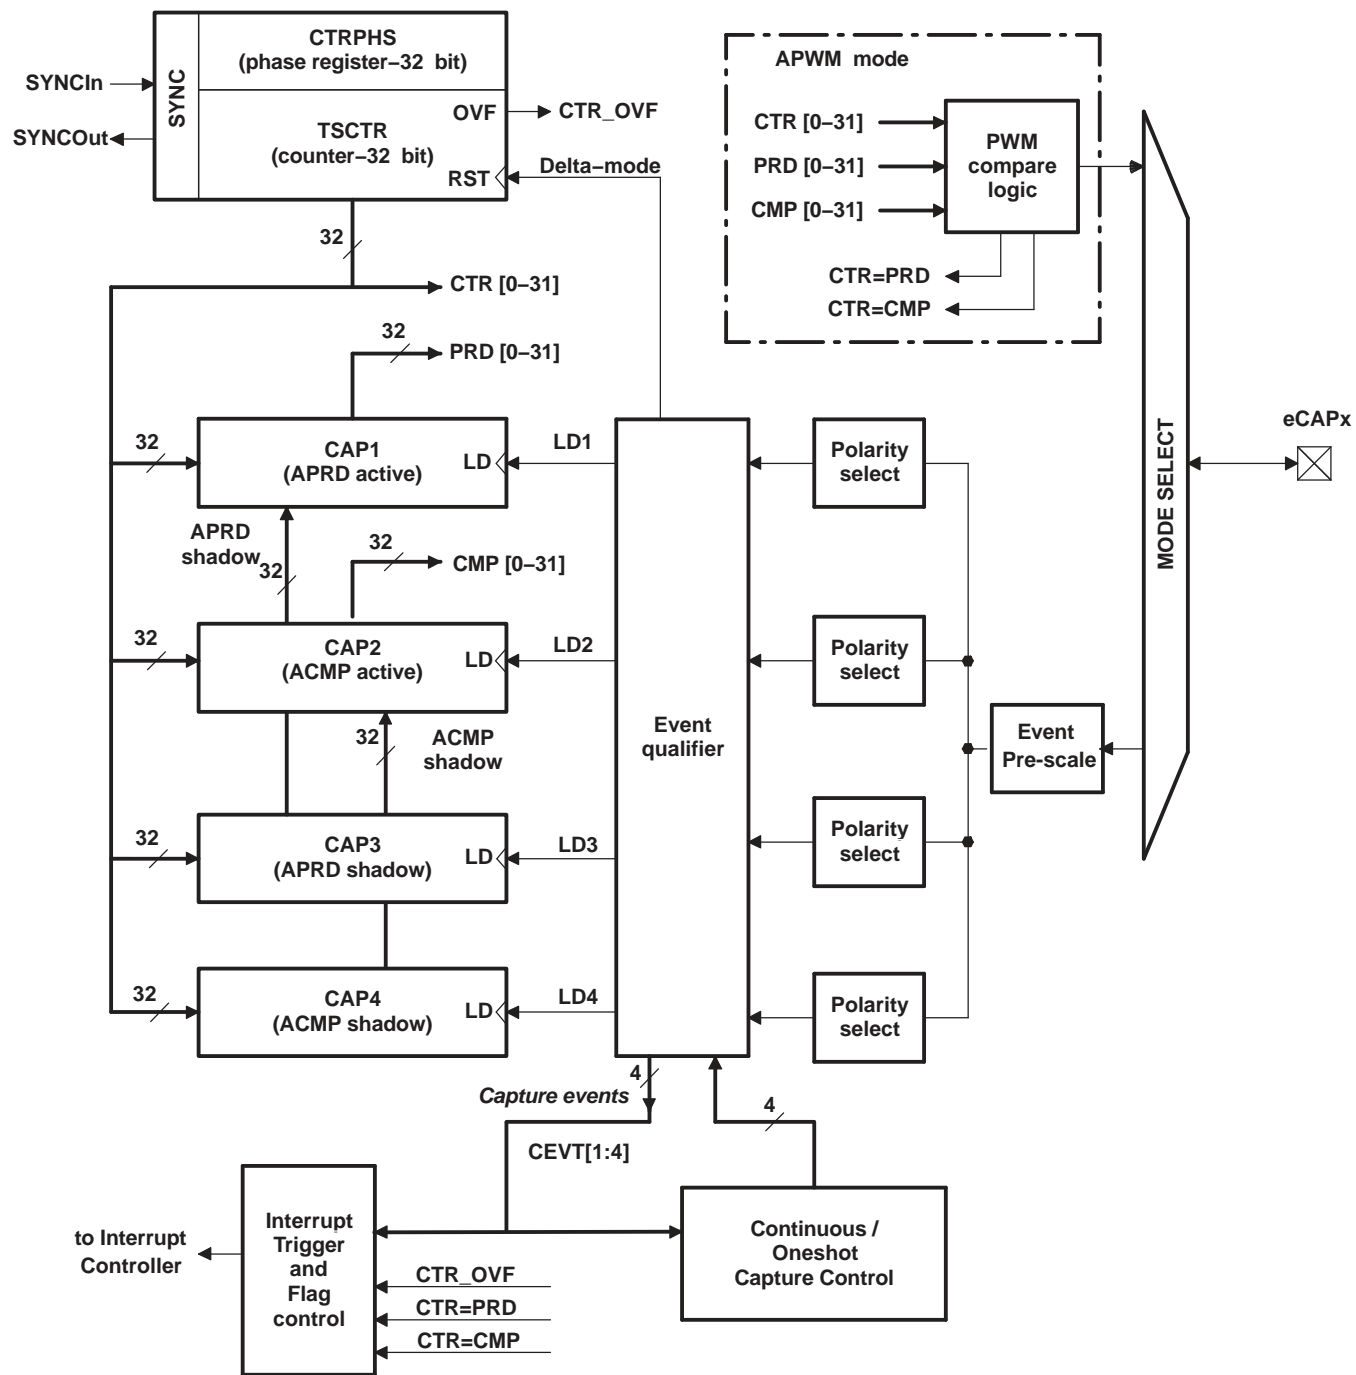 CTRPHS
(phase register−32 bit)
SYNC
SYNCIn
SYNCOut
OVF
CTR_OVF
TSCTR
(counter−32 bit)
RST
Delta−mode
32
CTR [0−31]
32
PRD [0−31]
APWM mode
CTR [0−31]
PRD [0−31]
CMP [0−31]
PWM
compare
logic
CTR=PRD
CTR=CMP
MODE SELECT
eCAPx
32
CAP1
(APRD active)
LD
LD1
Polarity
select
APRD
shadow
32
32
CMP [0−31]
32
CAP2
(ACMP active)
LD
LD2
Polarity
select
32
ACMP
shadow
Event
qualifier
Event
Pre-scale
32
CAP3
(APRD shadow)
LD
LD3
Polarity
select
32
CAP4
(ACMP shadow)
LD
LD4
Polarity
select
4
Capture events
4
CEVT[1:4]
to Interrupt
Controller
Interrupt
Trigger
and
Flag
control
CTR_OVF
CTR=PRD
CTR=CMP
Continuous /
Oneshot
Capture Control